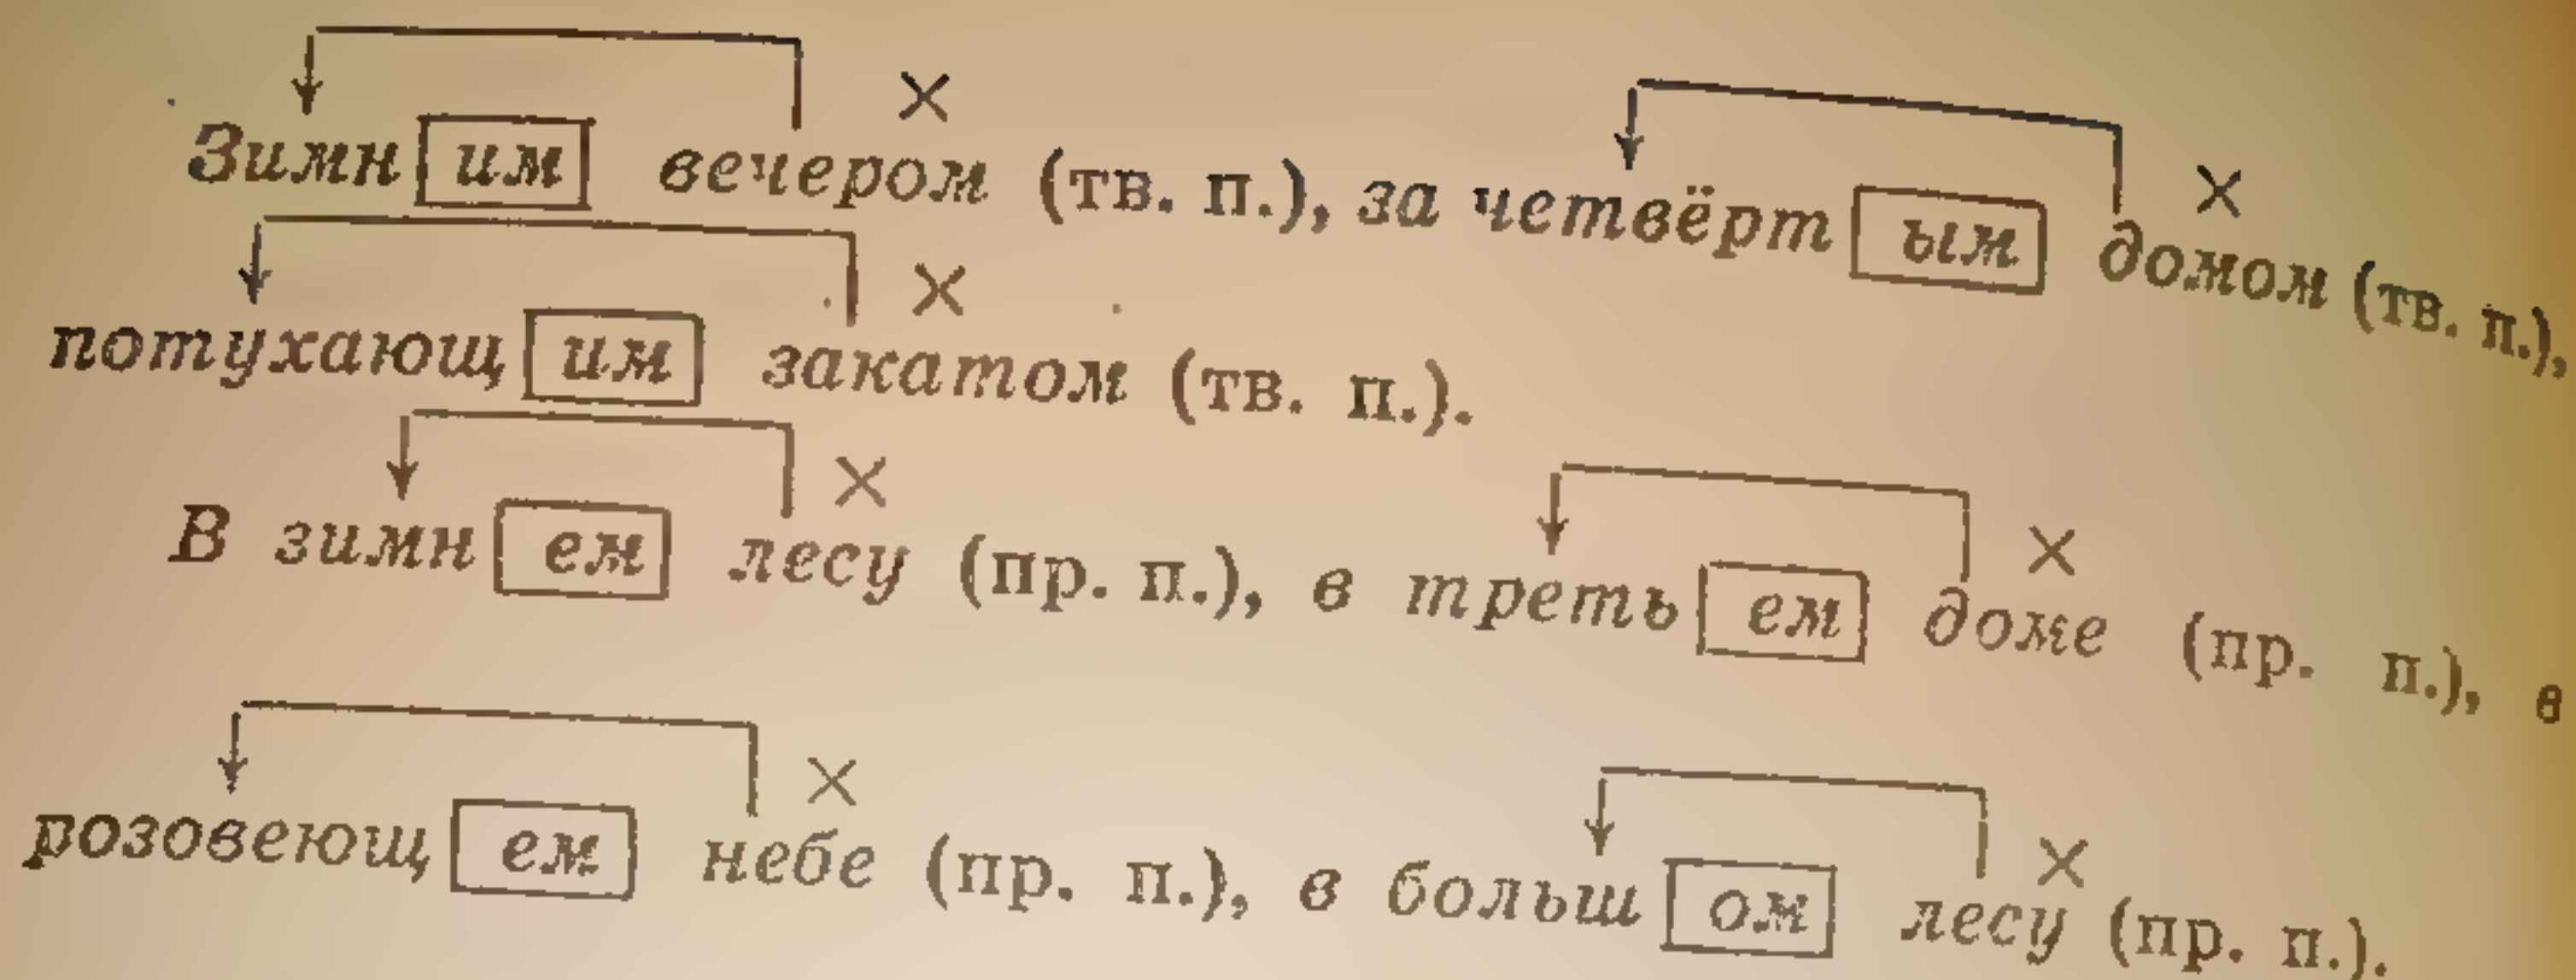 Зимним вечером (тв. п.), за четвёртым домом (тв. п.),
потухающим закатом (тв. п.).
В зимнем лесу (пр. п.), в третьем доме (пр. п.), в
розовеющем небе (пр. п.), в большом лесу (пр. п.).